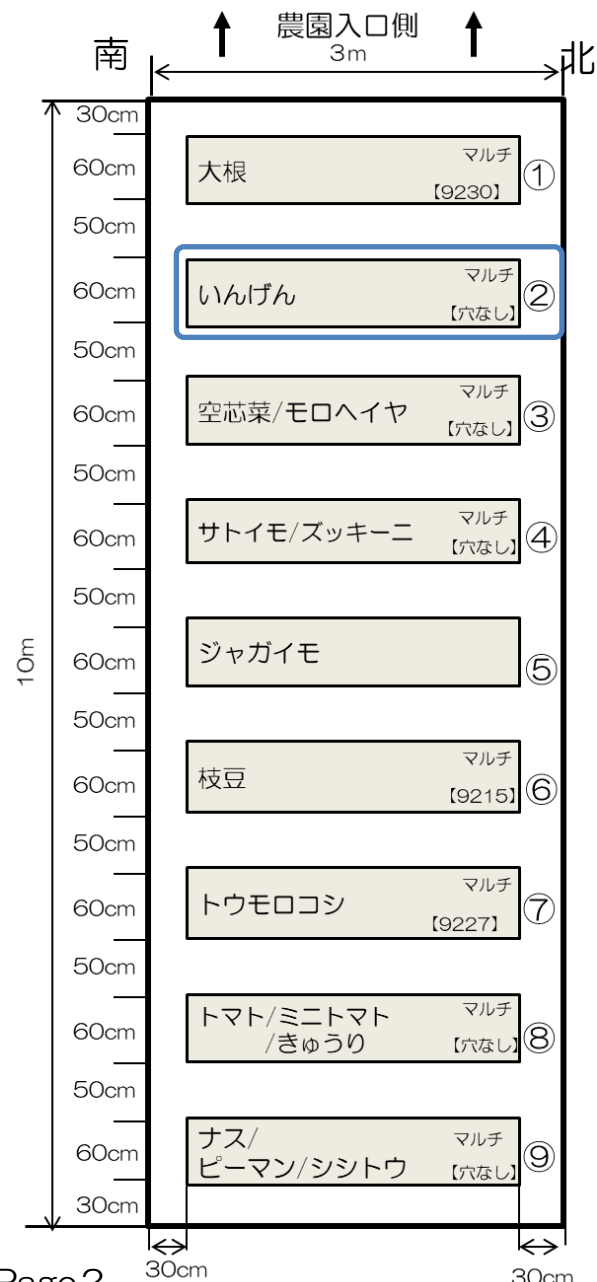 農園入口側
南
3m
北
30cm
60cm
大根
マルチ
【9230】
①
50cm
60cm
いんげん
マルチ
【穴なし】
②
50cm
60cm
空芯菜/モロヘイヤ
マルチ
【穴なし】
③
50cm
60cm
サトイモ/ズッキーニ
マルチ
【穴なし】
④
50cm
10m
60cm
ジャガイモ
⑤
50cm
60cm
枝豆
マルチ
【9215】
⑥
50cm
60cm
トウモロコシ
マルチ
【9227】
⑦
50cm
60cm
トマト/ミニトマト
/きゅうり
マルチ
【穴なし】
⑧
50cm
60cm
ナス/
ピーマン/シシトウ
マルチ
【穴なし】
⑨
30cm
30cm
30cm
Page2